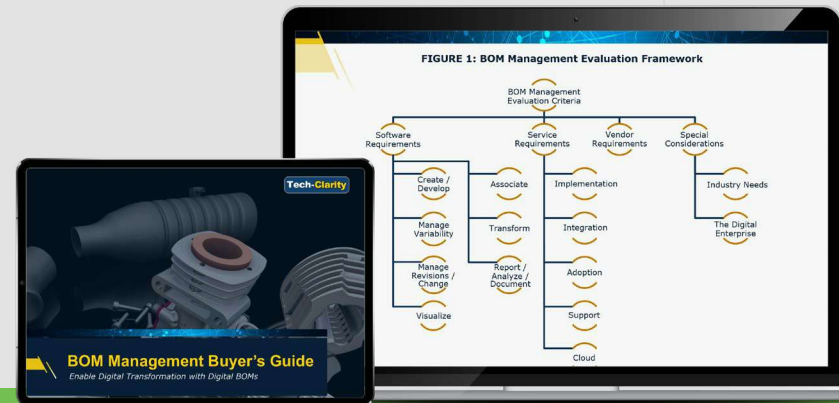 FIGURE 1: BOM Management Evaluation Framework
BOM Management
Evaluation Criteria
Software
Requirements
Service
Requirements
Vendor
Requirements
Special
Considerations
Create /
Develop
Manage
Variability
Manage
Revisions /
Change
Visualize
Associate
Transform
Report /
Analyze /
Document
Implementation
Integration
Adoption
Support
Cloud
Industry Needs
The Digital
Enterprise
Tech-Clarity
BOM Management Buyer's Guide
Enable Digital Transformation with Digital BOMs